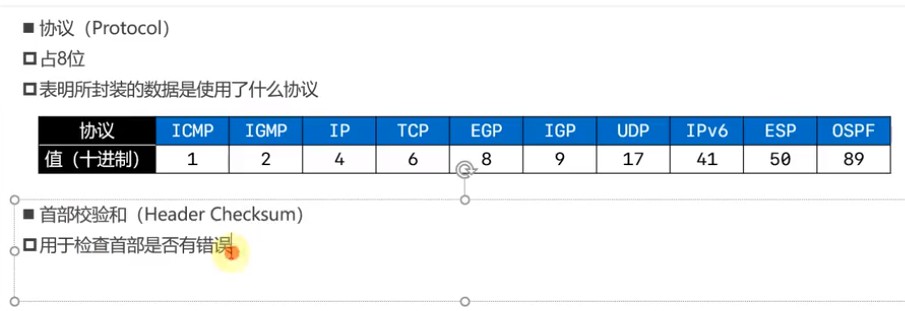 ■ 协议（Protocol）
占8位
表明所封装的数据是使用了什么协议
协议 ICMP IGMP IP TCP EGP IGP UDP IPv6 ESP OSPF
值（十进制） 1 2 4 6 8 9 17 41 50 89
■ 首部校验和（Header Checksum）
用于检查首部是否有错误